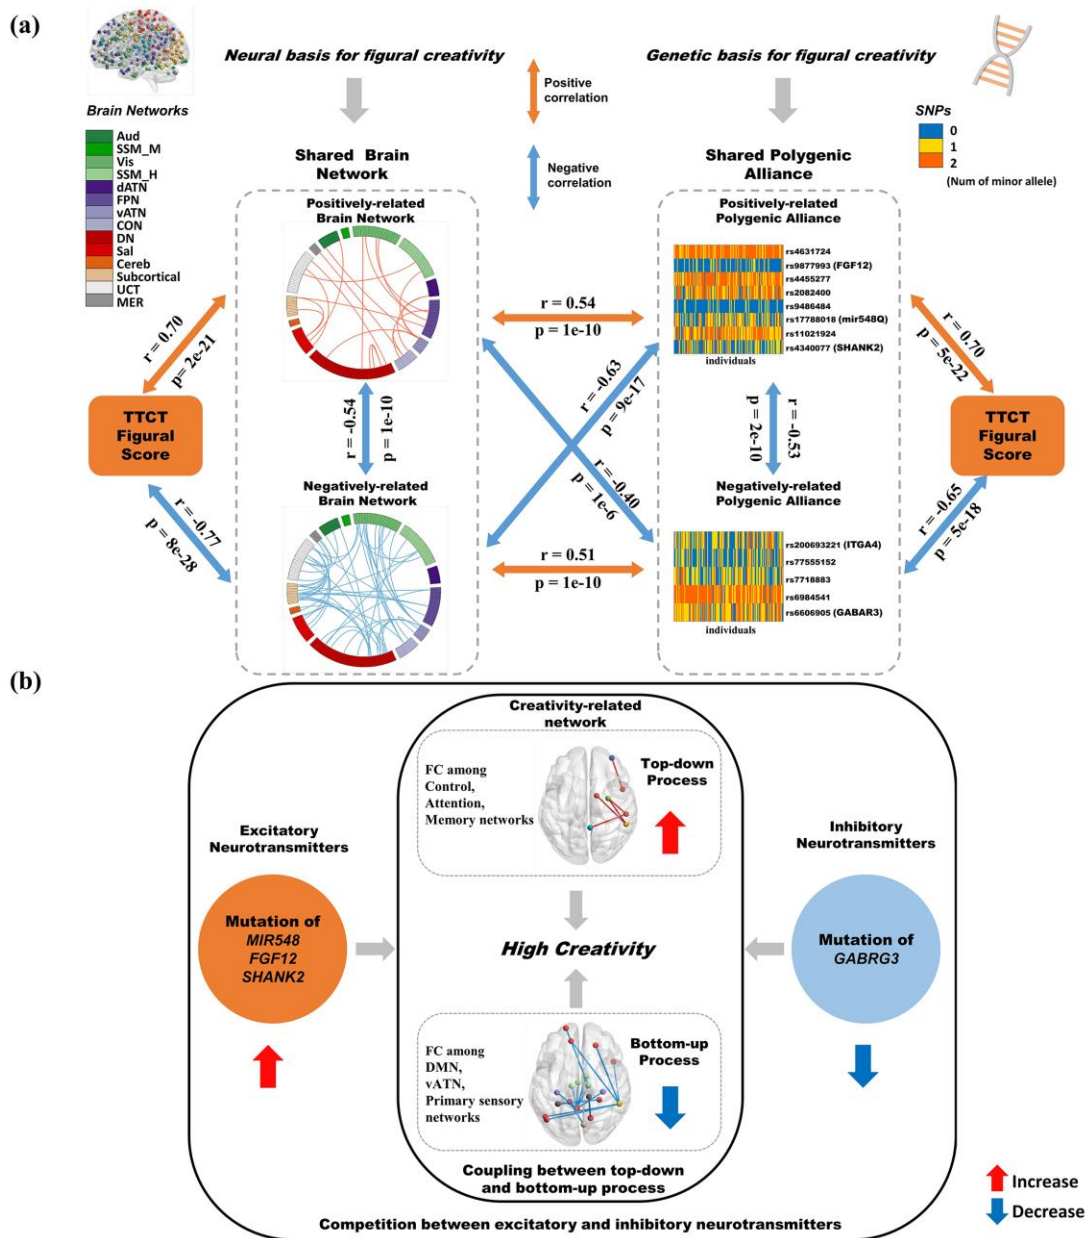 (a)
Neural basis for figural creativity
Genetic basis for figural creativity
Positive
correlation
Negative
correlation
Brain Networks
Aud
SSM_M
Vis
SSM_H
dATN
FPN
vATN
CON
DN
Sal
Cereb
Subcortical
UCT
MER
SNPs
0
1
2
(Num of minor allele)
Shared Brain
Network
Positively-related
Brain Network
Negatively-related
Brain Network
Shared Polygenic
Alliance
Positively-related
Polygenic Alliance
rs4631724
rs9877993 (FGF12)
rs4455277
rs2082400
rs9486484
rs17788018 (mir548Q)
rs11021924
rs4340077 (SHANK2)
individuals
Negatively-related
Polygenic Alliance
rs200693221 (ITGA4)
rs77555152
rs7718883
rs6984541
rs6606905 (GABAR3)
individuals
r = 0.70
p= 2e-21
TTCT
Figural
Score
r = -0.77
p = 8e-28
r = -0.54
p = 1e-10
r = 0.54
p = 1e-10
r = -0.63
p = 9e-17
r = -0.40
p = 1e-6
r = 0.51
p = 1e-10
r = -0.53
p = 2e-10
r = 0.70
p = 5e-22
TTCT
Figural
Score
r = -0.65
p = 5e-18
(b)
Creativity-related
network
FC among
Control,
Attention,
Memory networks
Top-down
Process
Excitatory
Neurotransmitters
Mutation of
MIR548
FGF12
SHANK2
High Creativity
Inhibitory
Neurotransmitters
Mutation of
GABRG3
FC among
DMN,
vATN,
Primary sensory
networks
Bottom-up
Process
Coupling between top-down
and bottom-up process
Competition between excitatory and inhibitory neurotransmitters
Increase
Decrease